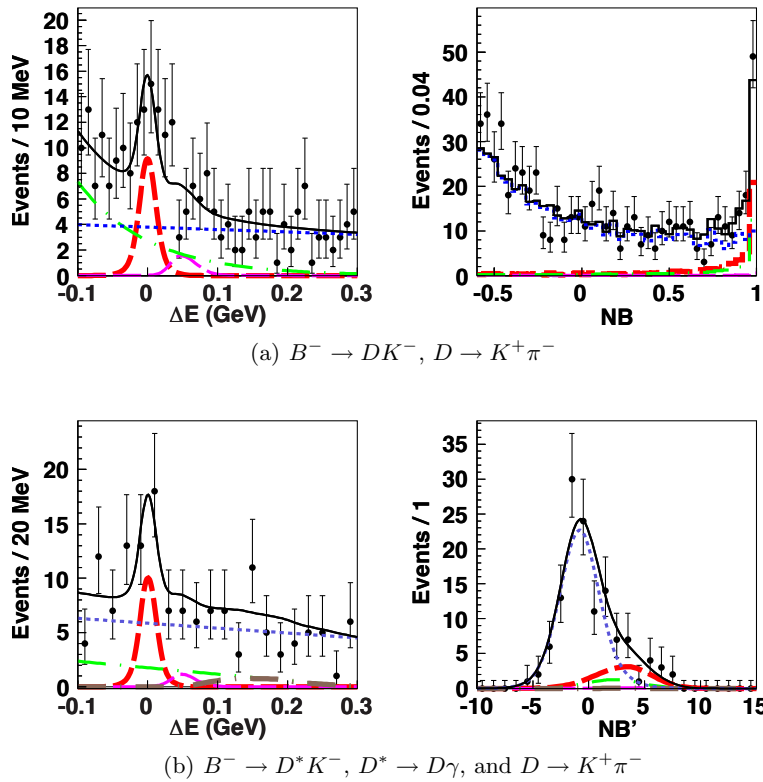 Events / 10 MeV
20
18
16
14
12
10
8
6
4
2
0
-0.1 0 0.1 0.2 0.3
ΔE (GeV)
Events / 0.04
50
40
30
20
10
0
-0.5 0 0.5 1
NB
(a) B⁻ → DK⁻, D → K⁺π⁻
Events / 20 MeV
20
15
10
5
0
-0.1 0 0.1 0.2 0.3
ΔE (GeV)
Events / 1
35
30
25
20
15
10
5
0
-10 -5 0 5 10 15
NB'
(b) B⁻ → D*K⁻, D* → Dγ, and D → K⁺π⁻